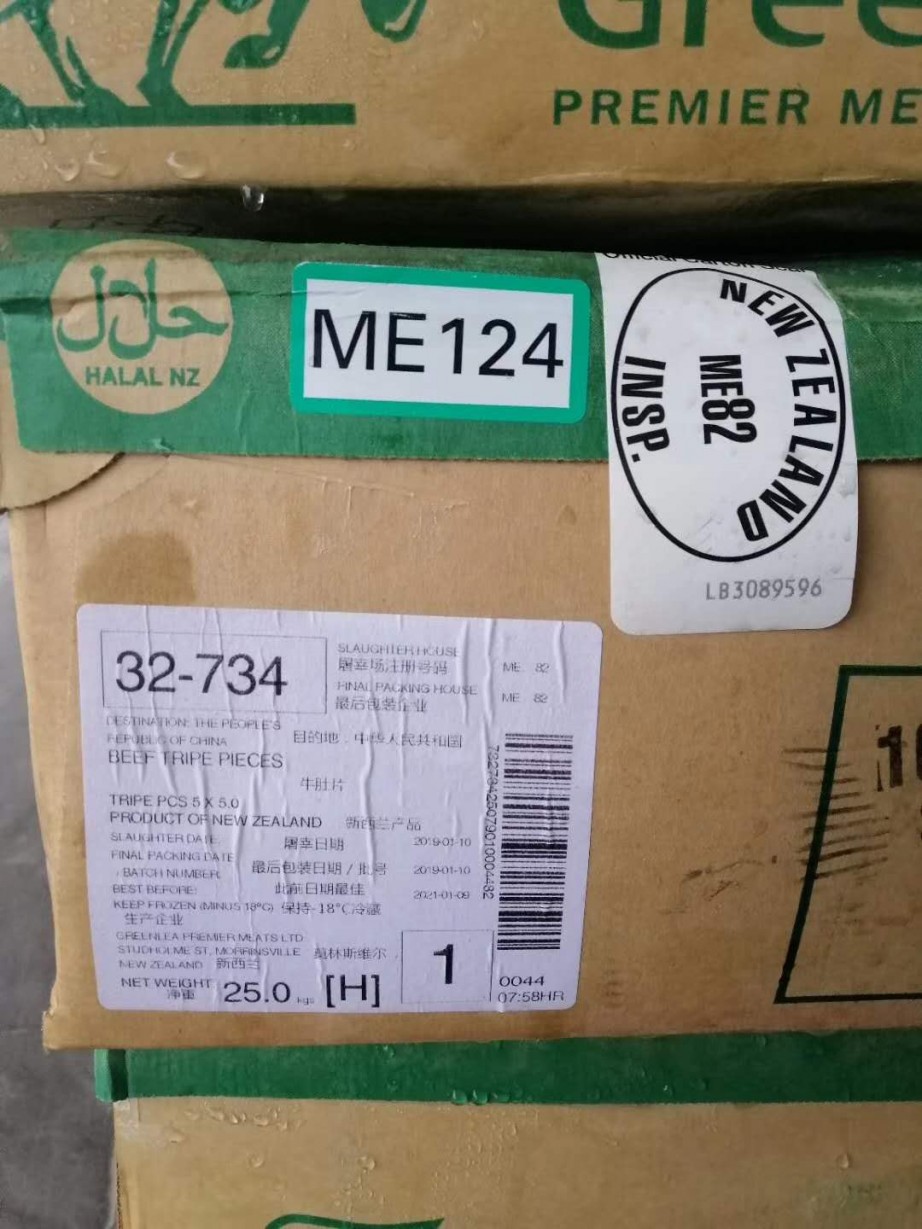 PREMIER ME
حلال
HALAL NZ
ME124
Official Carton Seal
NEW ZEALAND
ME82
INSP.
LB3089596
32-734
SLAUGHTER HOUSE
屠宰场注册号码 ME 82
FINAL PACKING HOUSE
最后包装企业 ME 82
DESTINATION: THE PEOPLE'S
REPUBLIC OF CHINA 目的地 . 中华人民共和国
BEEF TRIPE PIECES
牛肚片
TRIPE PCS 5 X 5.0
PRODUCT OF NEW ZEALAND 新西兰产品
SLAUGHTER DATE: 屠宰日期 2019-01-10
FINAL PACKING DATE
/ BATCH NUMBER: 最后包装日期 / 批号 2019-01-10
BEST BEFORE: 此前日期最佳 2021-01-09
KEEP FROZEN (MINUS 18°C) 保持-18°C冷藏
生产企业
GREENLEA PREMIER MEATS LTD
STUDHOLME ST, MORRINSVILLE 莫林斯维尔 ,
NEW ZEALAND 新西兰
NET WEIGHT
净重 25.0 kgs [H]
1
0044
07:58HR